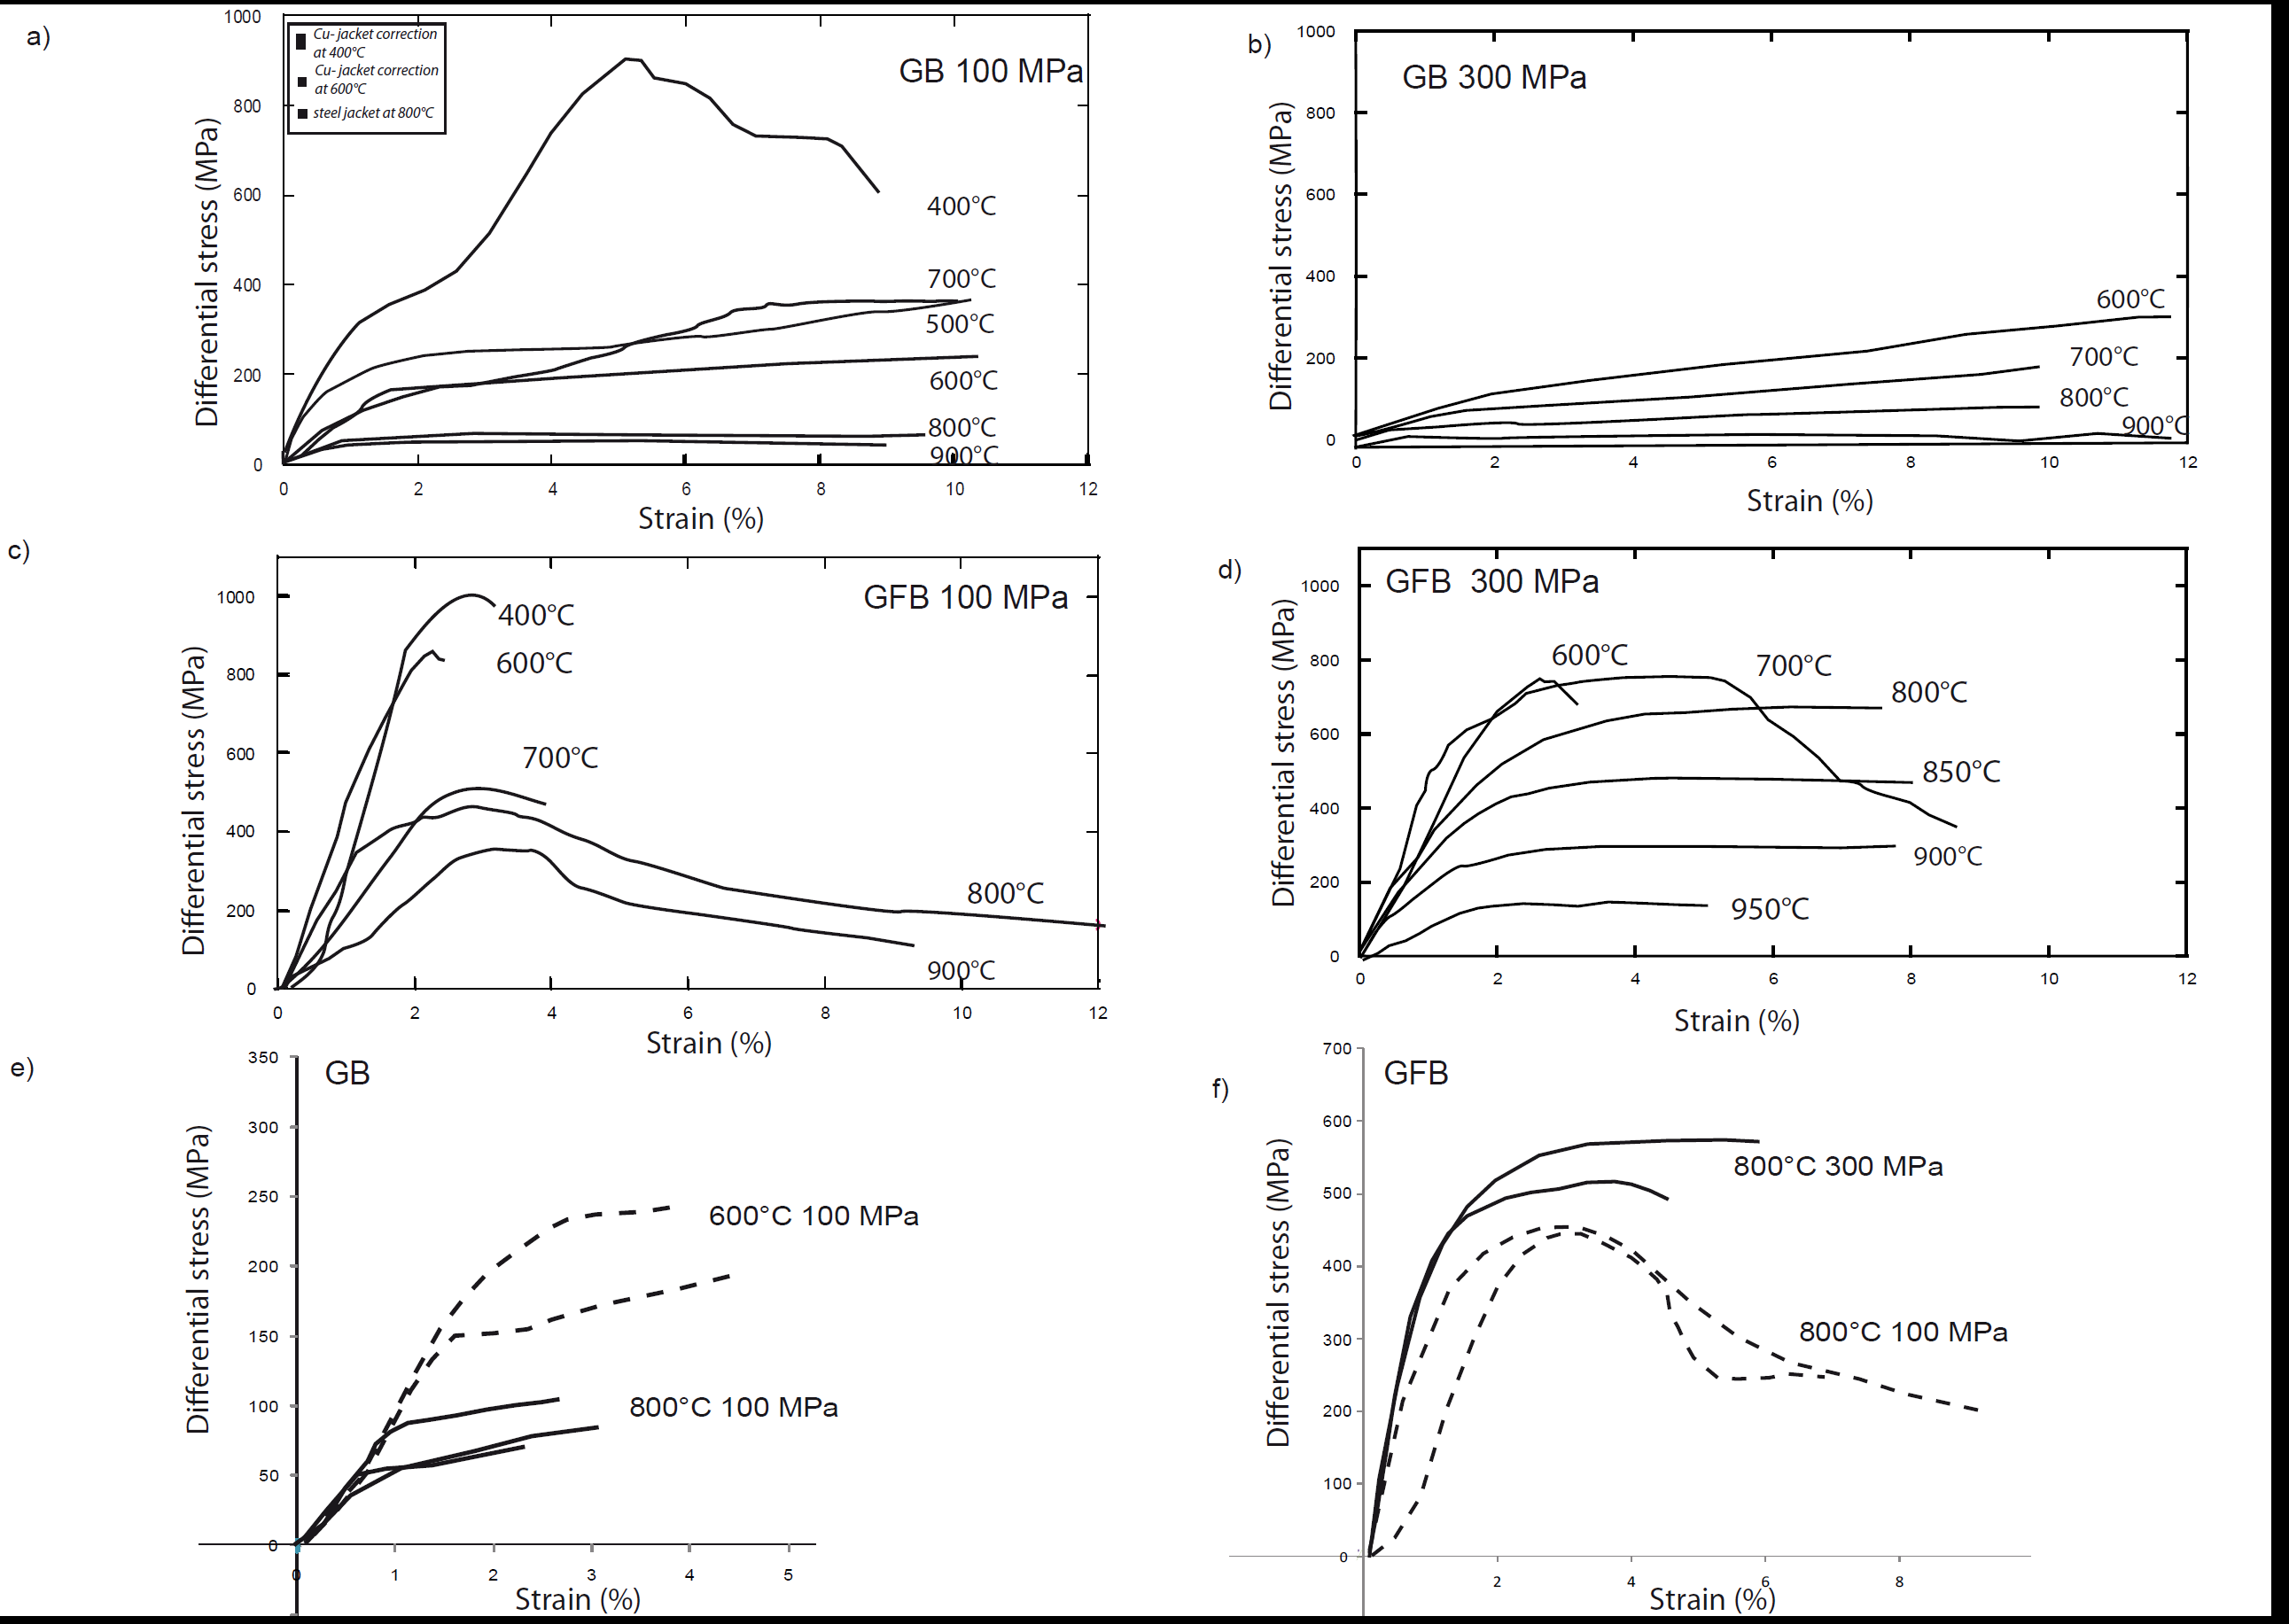 a)
1000
800
600
400
200
0
Differential stress (MPa)
Cu- jacket correction
at 400°C
Cu- jacket correction
at 600°C
steel jacket at 800°C
GB 100 MPa
400°C
700°C
500°C
600°C
800°C
900°C
0 2 4 6 8 10 12
Strain (%)
b)
1000
800
600
400
200
0
Differential stress (MPa)
GB 300 MPa
600°C
700°C
800°C
900°C
0 2 4 6 8 10 12
Strain (%)
c)
1000
800
600
400
200
0
Differential stress (MPa)
GFB 100 MPa
400°C
600°C
700°C
800°C
900°C
0 2 4 6 8 10 12
Strain (%)
d)
1000
800
600
400
200
0
Differential stress (MPa)
GFB 300 MPa
600°C
700°C
800°C
850°C
900°C
950°C
0 2 4 6 8 10 12
Strain (%)
e)
350
300
250
200
150
100
50
0
Differential stress (MPa)
GB
600°C 100 MPa
800°C 100 MPa
0 1 2 3 4 5
Strain (%)
f)
700
600
500
400
300
200
100
0
Differential stress (MPa)
GFB
800°C 300 MPa
800°C 100 MPa
2 4 6 8
Strain (%)